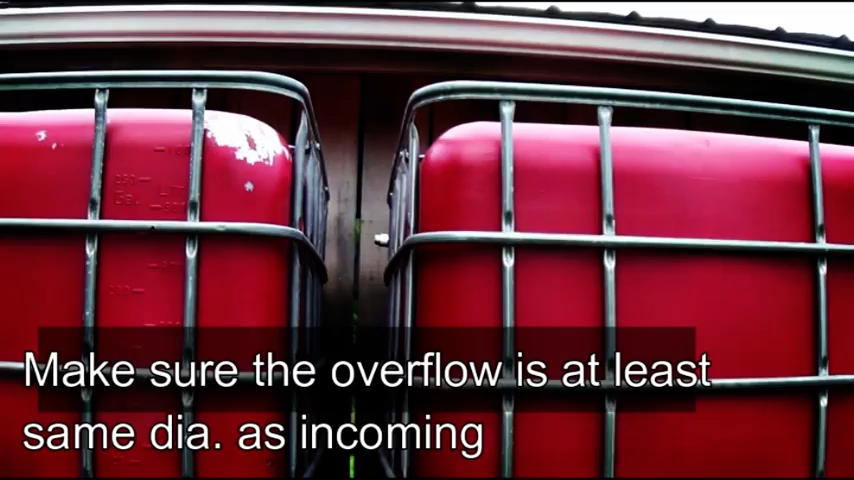 Make sure the overflow is at least
same dia. as incoming